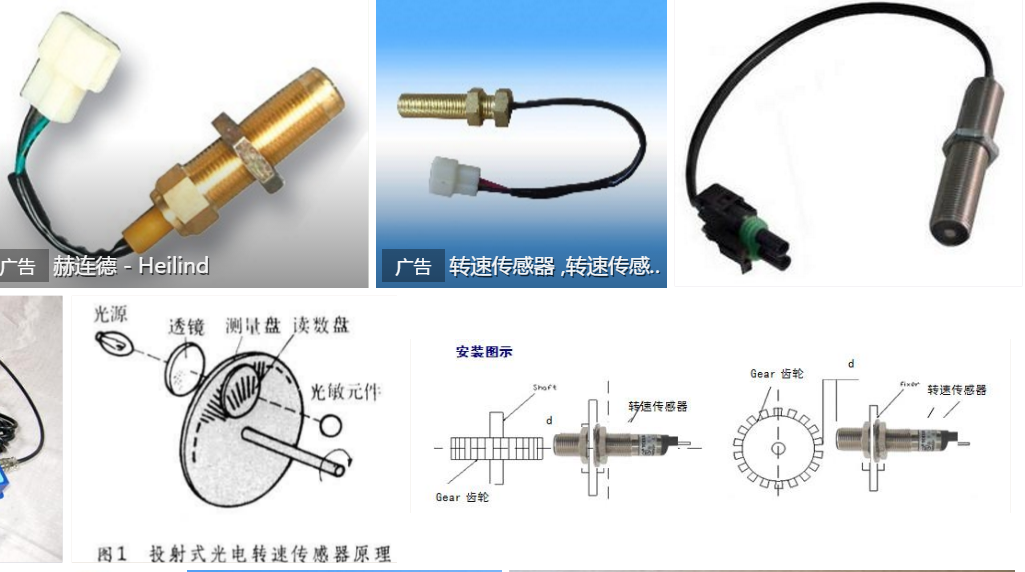 广告
赫连德 - Heilind
广告
转速传感器 ,转速传感..
光源
透镜
测量盘
读数盘
光敏元件
图1 投射式光电转速传感器原理
安装图示
Shaft
d
转速传感器
Gear 齿轮
Gear 齿轮
d
fixer
转速传感器